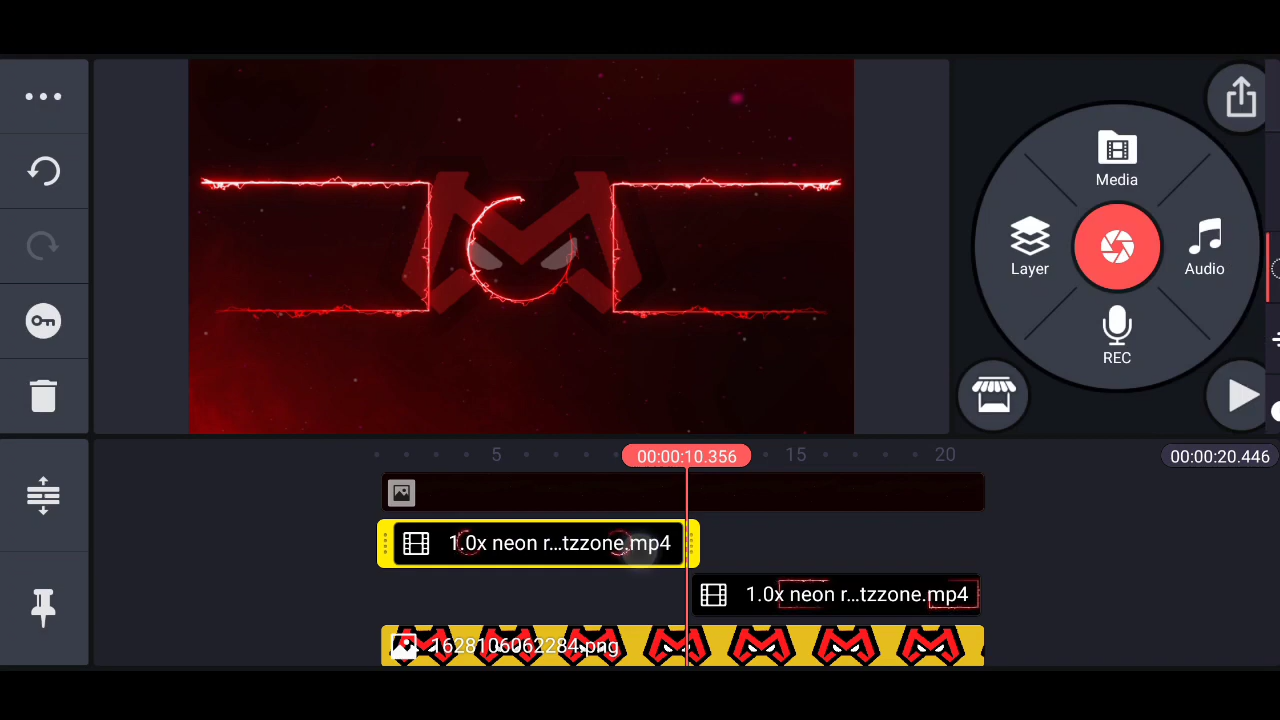 Media
Layer
Audio
REC
5
00:00:10.356
15
20
00:00:20.446
1.0x neon r...tzzone.mp4
1.0x neon r...tzzone.mp4
1628106062284.png